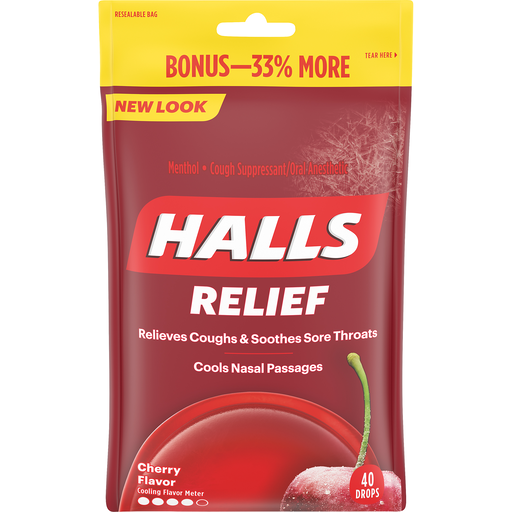 RESEALABLE BAG
TEAR HERE
BONUS—33% MORE
NEW LOOK
Menthol • Cough Suppressant/Oral Anesthetic
HALLS
RELIEF
Relieves Coughs & Soothes Sore Throats
Cools Nasal Passages
Cherry
Flavor
Cooling Flavor Meter
40
DROPS